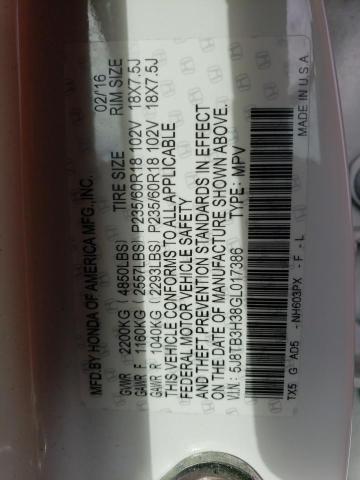 MFD.BY HONDA OF AMERICA MFG.,INC. 02/16
TIRE SIZE RIM SIZE
GVWR 2200KG (4850LBS)
GAWR F 1160KG (2557LBS) P235/60R18 102V 18X7.5J
GAWR R 1040KG (2293LBS) P235/60R18 102V 18X7.5J
THIS VEHICLE CONFORMS TO ALL APPLICABLE
FEDERAL MOTOR VEHICLE SAFETY
AND THEFT PREVENTION STANDARDS IN EFFECT
ON THE DATE OF MANUFACTURE SHOWN ABOVE.
V.I.N.: 5J8TB3H38GL017386 TYPE: MPV
TX5 G AD5 -NH603PX -F -L MADE IN U.S.A